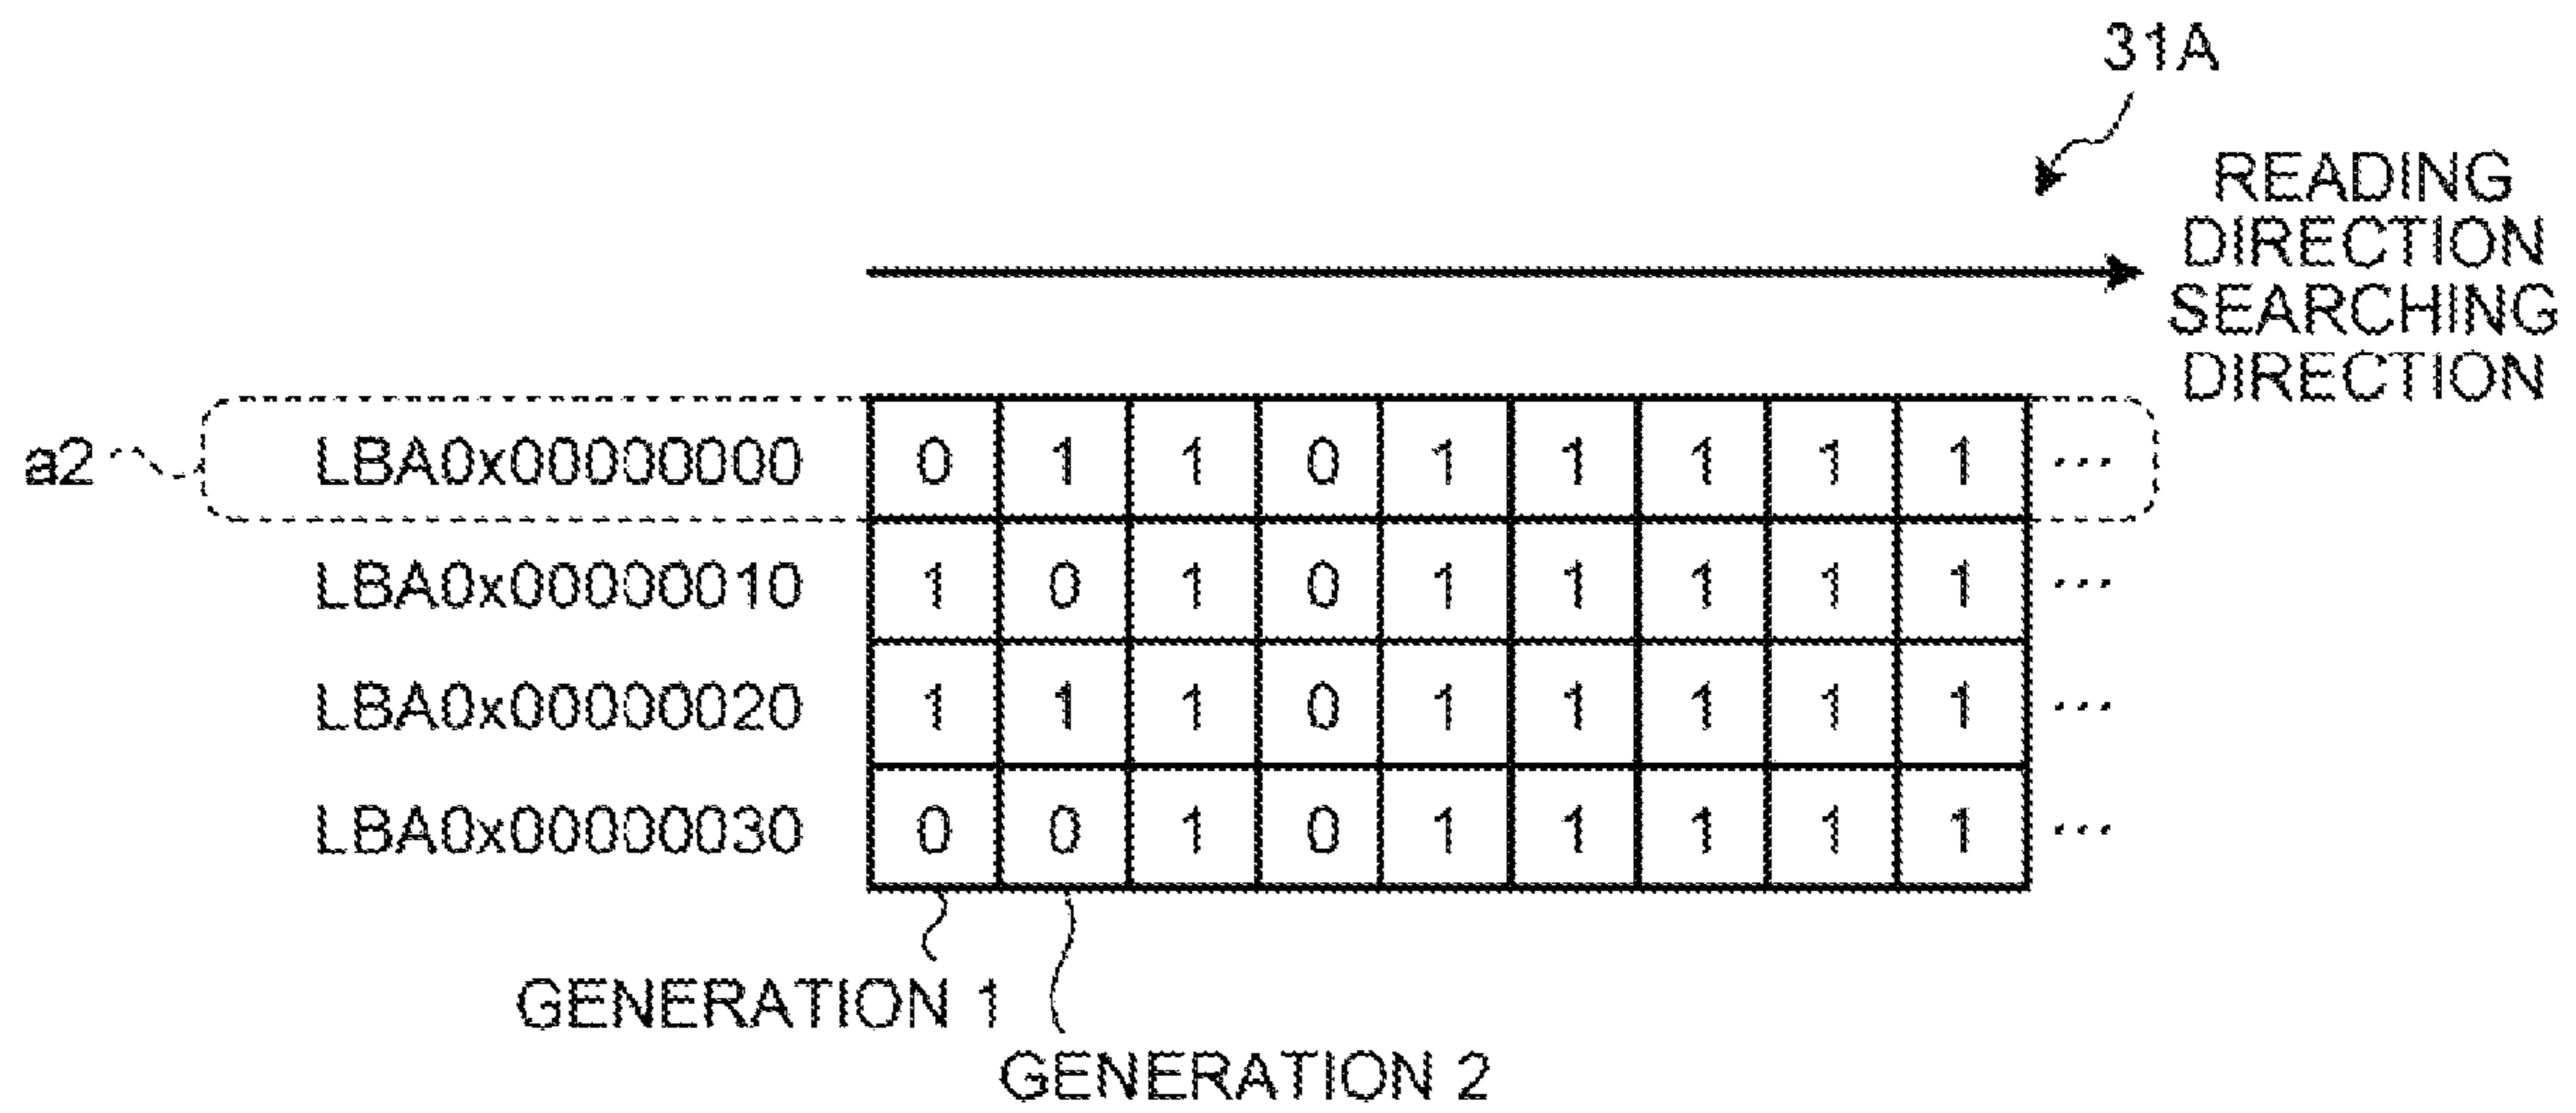 31A
READING
DIRECTION
SEARCHING
DIRECTION
a2 LBA0x00000000 0 1 1 0 1 1 1 1 1 ...
LBA0x00000010 1 0 1 0 1 1 1 1 1 ...
LBA0x00000020 1 1 1 0 1 1 1 1 1 ...
LBA0x00000030 0 0 1 0 1 1 1 1 1 ...
GENERATION 1
GENERATION 2